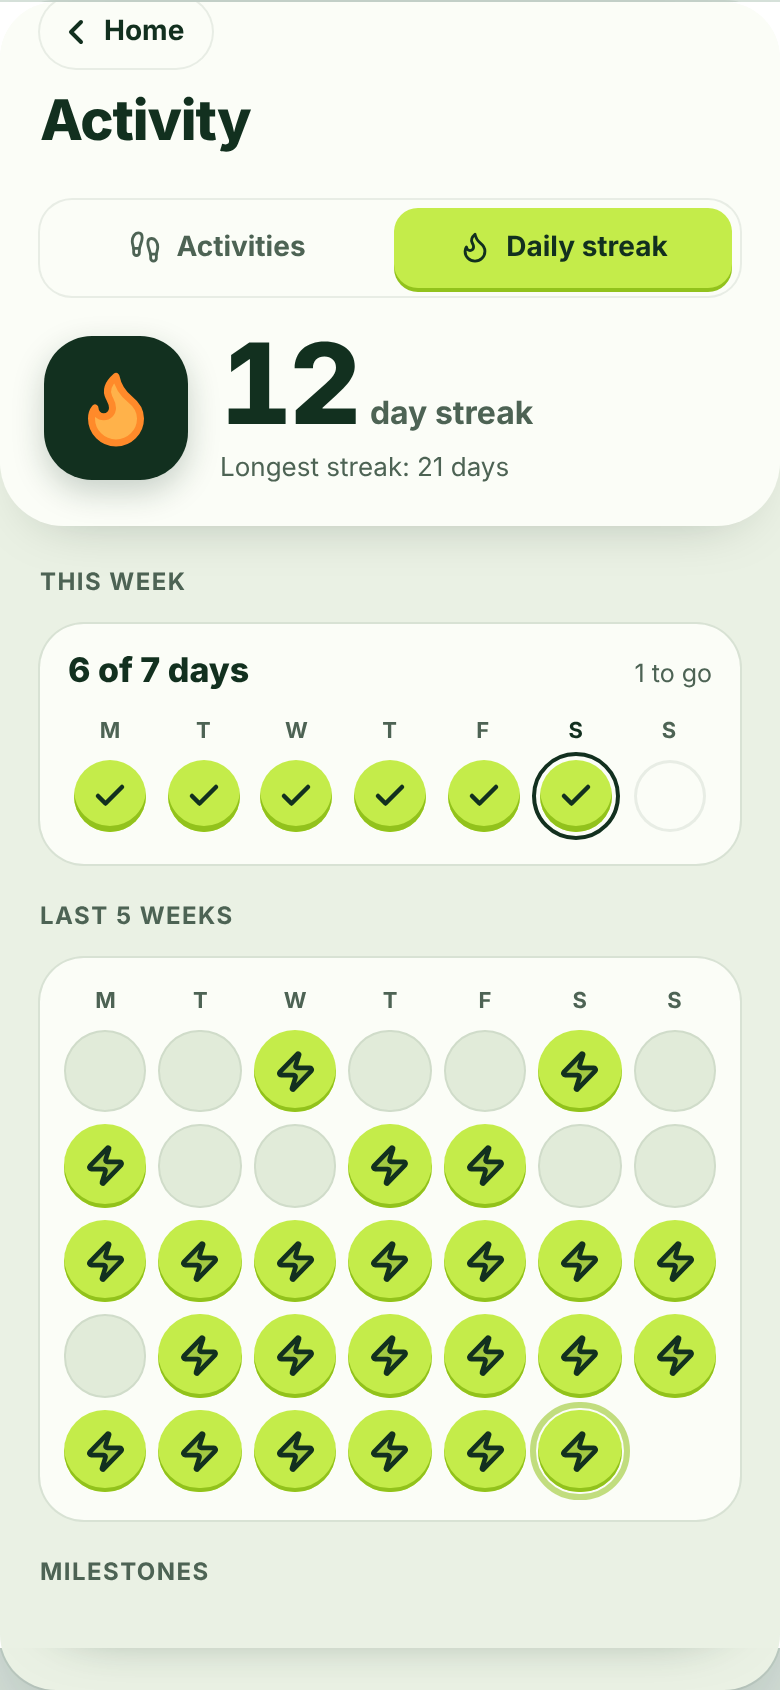 Home
Activity
Activities
Daily streak
12 day streak
Longest streak: 21 days
THIS WEEK
6 of 7 days
1 to go
M T W T F S S
LAST 5 WEEKS
M T W T F S S
MILESTONES